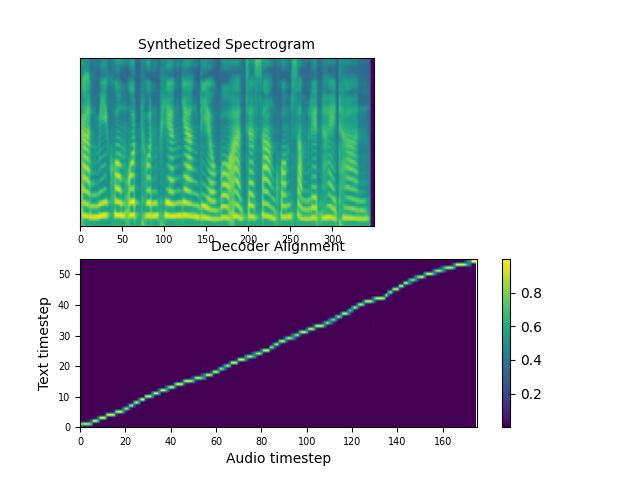 Synthetized Spectrogram
0 50 100 150 200 250 300
Decoder Alignment
50
40
30
20
10
0
Text timestep
0 20 40 60 80 100 120 140 160
Audio timestep
0.8
0.6
0.4
0.2